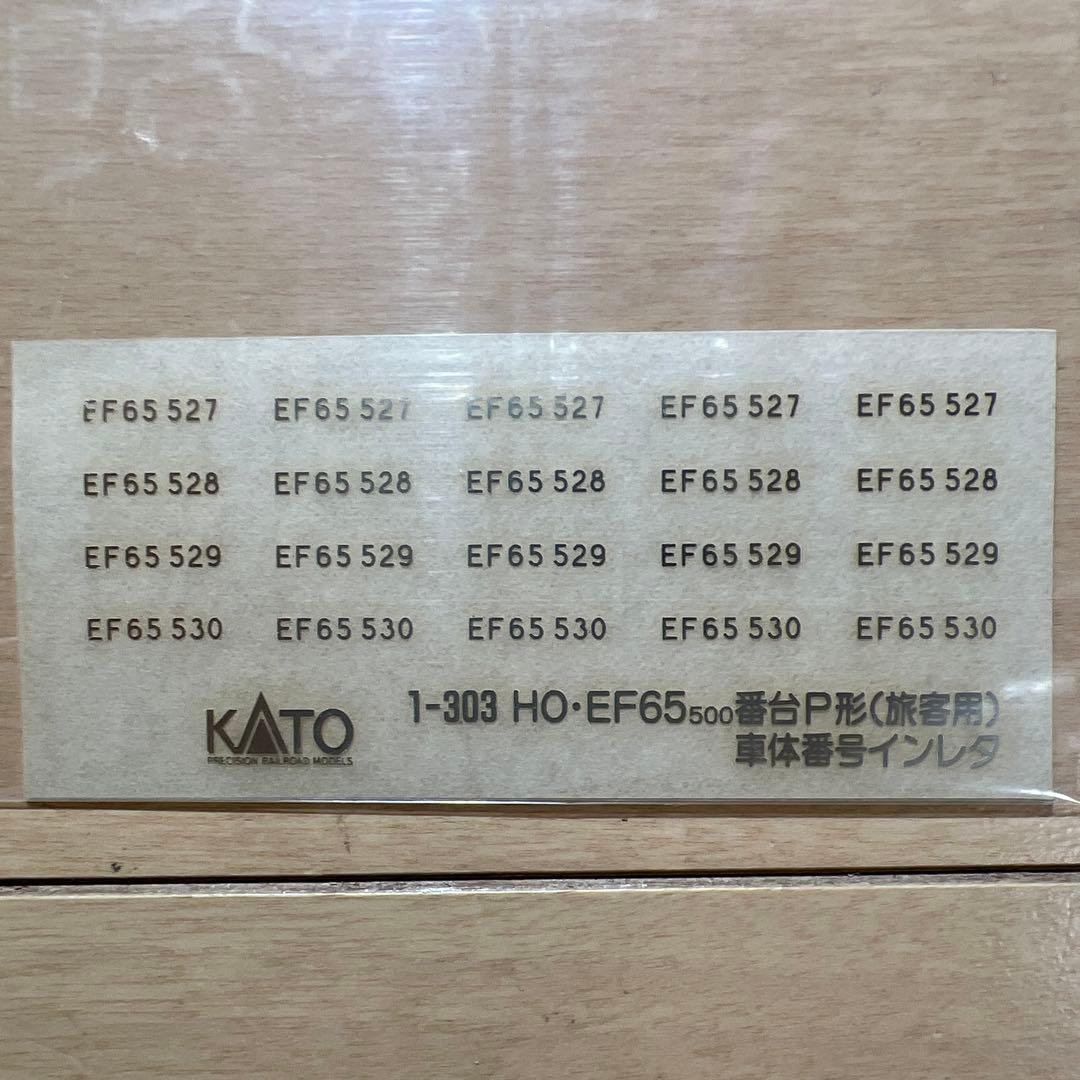 EF65 527 EF65 527 EF65 527 EF65 527 EF65 527
EF65 528 EF65 528 EF65 528 EF65 528 EF65 528
EF65 529 EF65 529 EF65 529 EF65 529 EF65 529
EF65 530 EF65 530 EF65 530 EF65 530 EF65 530
1-303 HO・EF65500番台P形(旅客用)
車体番号インレタ
KATO
PRECISION RAILROAD MODELS